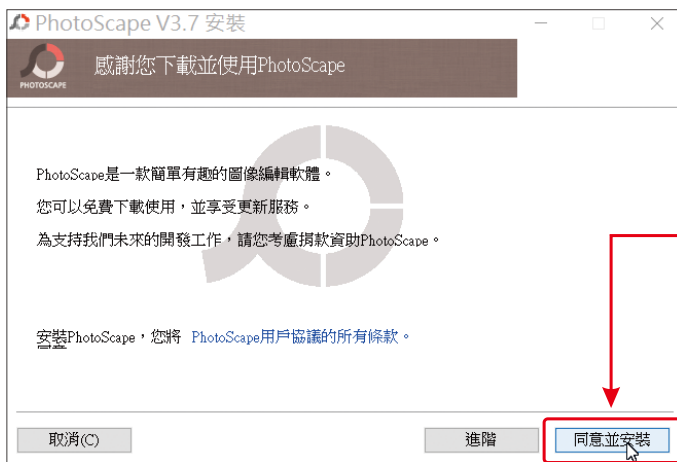 PhotoScape V3.7 安裝
PHOTOSCAPE
感謝您下載並使用PhotoScape
PhotoScape是一款簡單有趣的圖像編輯軟體。
您可以免費下載使用，並享受更新服務。
為支持我們未來的開發工作，請您考慮捐款資助PhotoScape。
安裝PhotoScape，您將 PhotoScape用戶協議的所有條款。
取消(C)
進階
同意並安裝